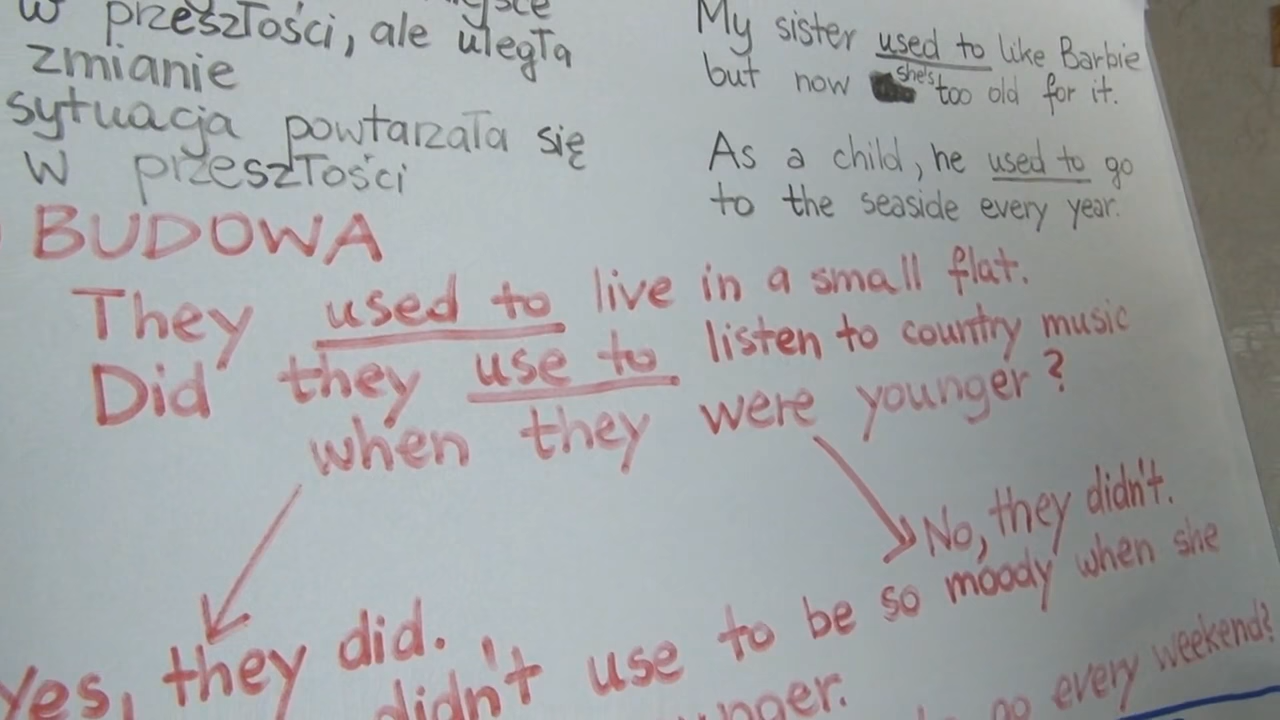 w przeszłości, ale uległa
zmianie
sytuacja powtarzała się
w przeszłości
My sister used to like Barbie
but now she's too old for it.
As a child, he used to go
to the seaside every year.
BUDOWA
They used to live in a small flat.
Did they use to listen to country music
when they were younger?
No, they didn't.
Yes, they did.
didn't use to be so moody when she
go every weekend?